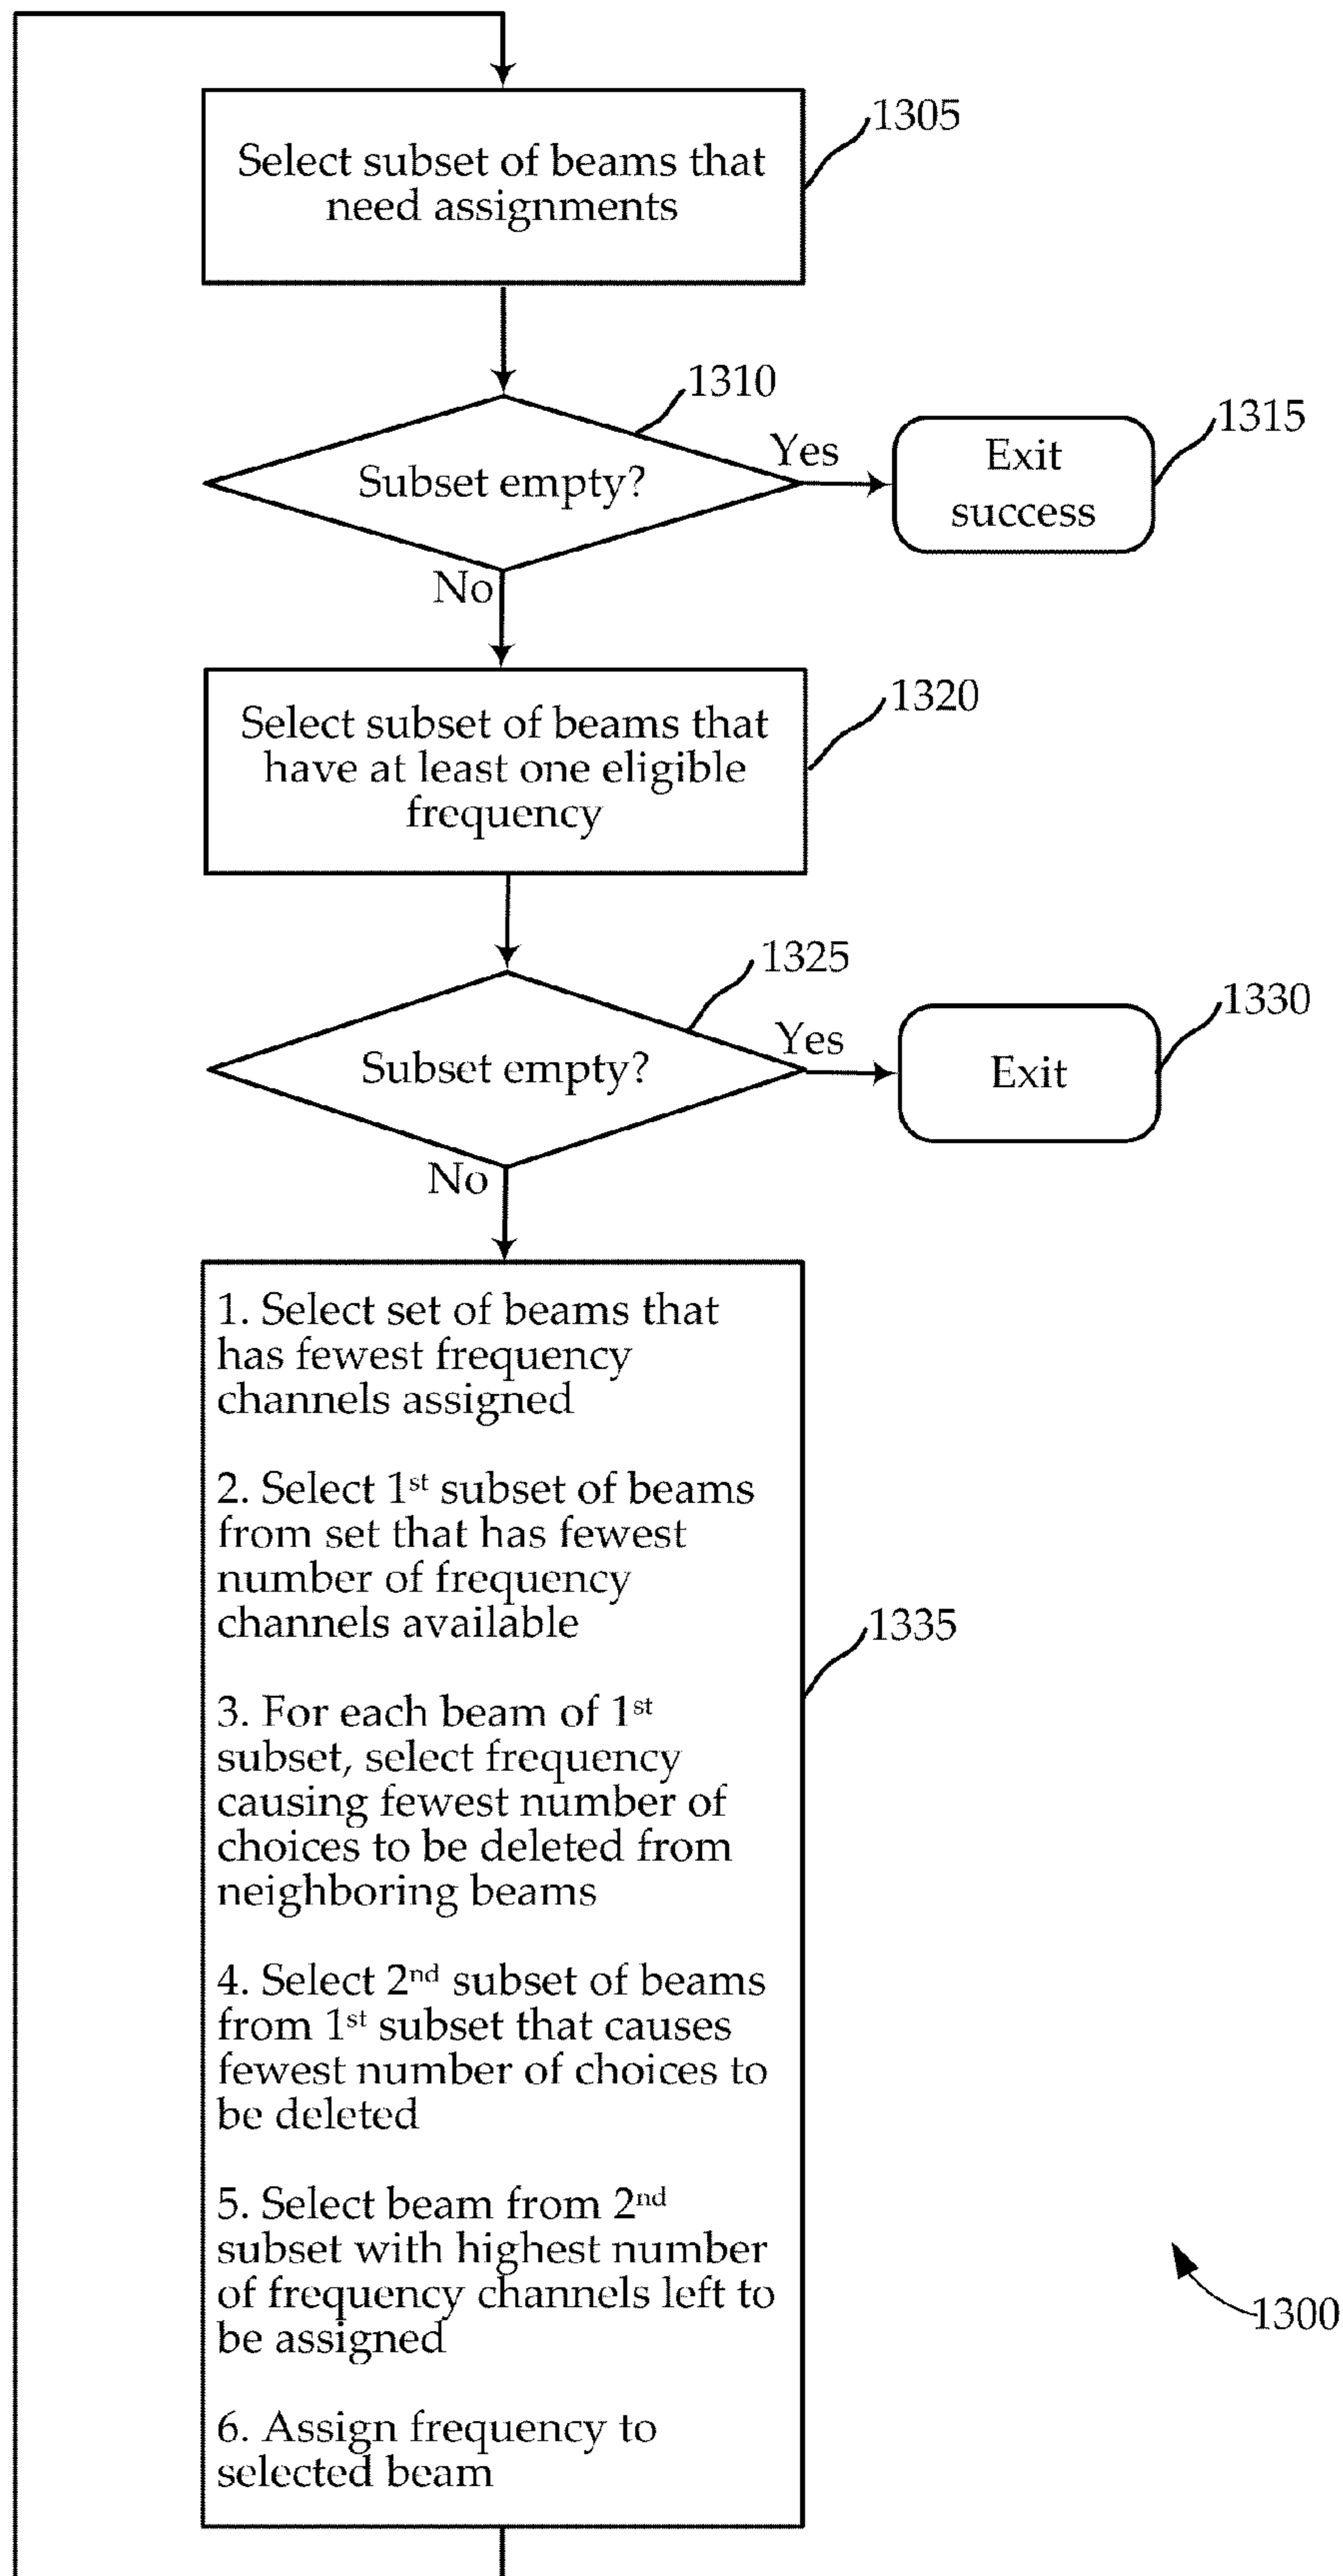 1305
Select subset of beams that
need assignments
1310
Subset empty?
Yes
1315
Exit
success
No
1320
Select subset of beams that
have at least one eligible
frequency
1325
Subset empty?
Yes
1330
Exit
No
1. Select set of beams that
has fewest frequency
channels assigned
2. Select 1st subset of beams
from set that has fewest
number of frequency
channels available
1335
3. For each beam of 1st
subset, select frequency
causing fewest number of
choices to be deleted from
neighboring beams
4. Select 2nd subset of beams
from 1st subset that causes
fewest number of choices to
be deleted
5. Select beam from 2nd
subset with highest number
of frequency channels left to
be assigned
6. Assign frequency to
selected beam
1300